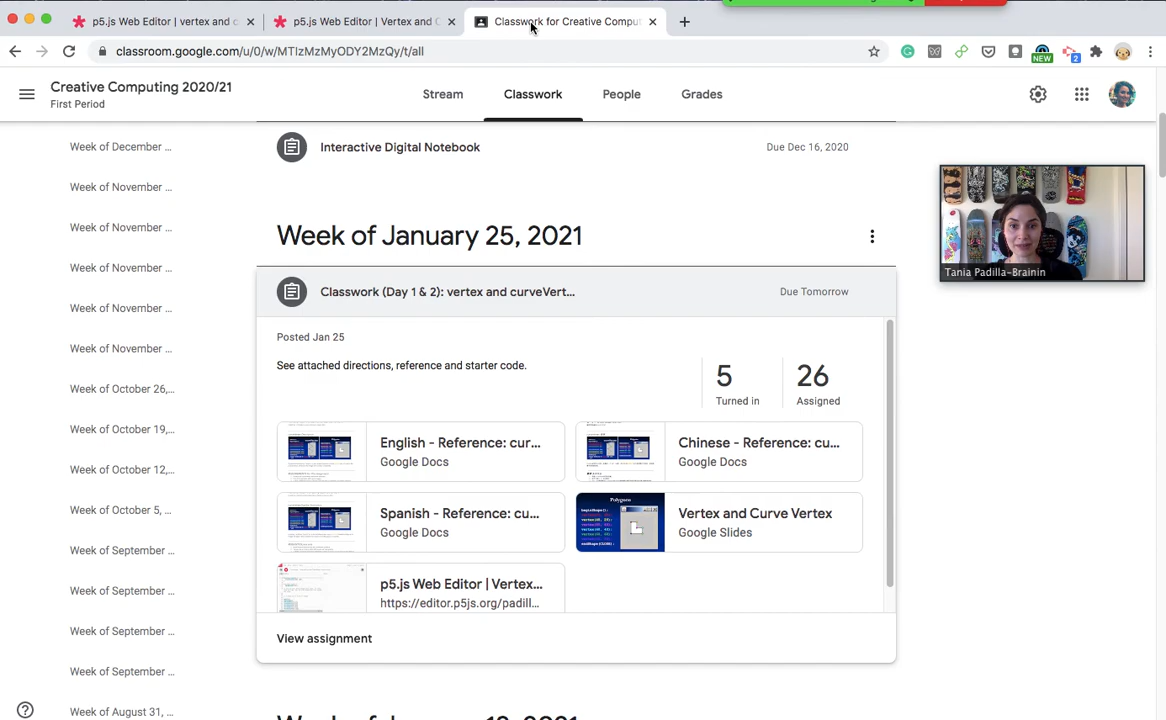 p5.js Web Editor | vertex and c
p5.js Web Editor | Vertex and C
Classwork for Creative Comput
classroom.google.com/u/0/w/MTIzMzMyODY2MzQy/t/all
NEW
2
Creative Computing 2020/21
First Period
Stream
Classwork
People
Grades
Week of December ...
Week of November ...
Week of November ...
Week of November ...
Week of November ...
Week of November ...
Week of October 26,...
Week of October 19,...
Week of October 12,...
Week of October 5, ...
Week of September ...
Week of September ...
Week of September ...
Week of September ...
Week of August 31, ...
Interactive Digital Notebook
Due Dec 16, 2020
Week of January 25, 2021
Classwork (Day 1 & 2): vertex and curveVert...
Due Tomorrow
Posted Jan 25
See attached directions, reference and starter code.
5
Turned in
26
Assigned
English - Reference: cur...
Google Docs
Chinese - Reference: cu...
Google Docs
Spanish - Reference: cu...
Google Docs
Polygons
Vertex and Curve Vertex
Google Slides
p5.js Web Editor | Vertex...
https://editor.p5js.org/padill...
View assignment
Tania Padilla-Brainin